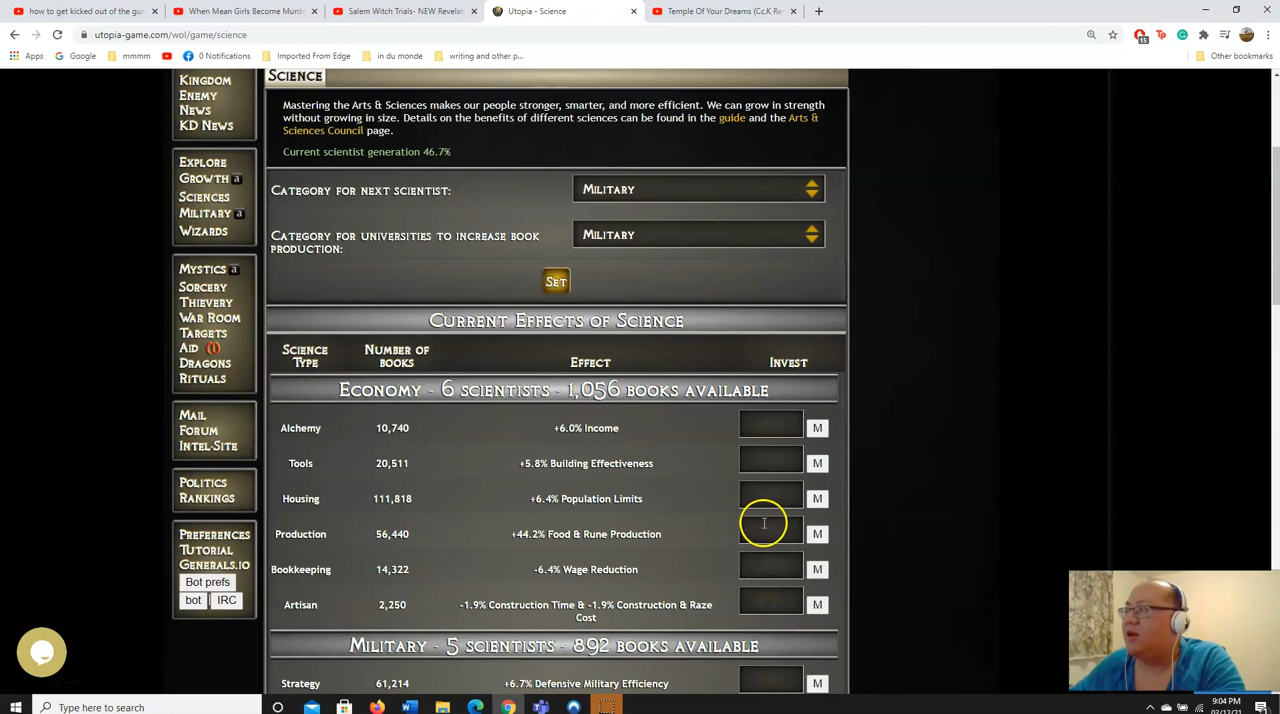 how to get kicked out of the gun
When Mean Girls Become Murde
Salem Witch Trials- NEW Revelat
Utopia - Science
Temple Of Your Dreams (Cc.K Re
utopia-game.com/wol/game/science
15
Apps
Google
mmmm
0 Notifications
Imported From Edge
in du monde
writing and other p...
Other bookmarks
Kingdom
Enemy
News
KD News
Explore
Growth a
Sciences
Military a
Wizards
Mystics a
Sorcery
Thievery
War Room
Targets
Aid (1)
Dragons
Rituals
Mail
Forum
Intel-Site
Politics
Rankings
Preferences
Tutorial
Generals.io
Bot prefs
bot
IRC
Science
Mastering the Arts & Sciences makes our people stronger, smarter, and more efficient. We can grow in strength
without growing in size. Details on the benefits of different sciences can be found in the guide and the Arts &
Sciences Council page.
Current scientist generation 46.7%
Category for next scientist:
Military
Category for universities to increase book
production:
Military
Set
Current Effects of Science
Science Type
Number of Books
Effect
Invest
Economy - 6 scientists - 1,056 books available
Alchemy 10,740 +6.0% Income M
Tools 20,511 +5.8% Building Effectiveness M
Housing 111,818 +6.4% Population Limits M
Production 56,440 +44.2% Food & Rune Production M
Bookkeeping 14,322 -6.4% Wage Reduction M
Artisan 2,250 -1.9% Construction Time & -1.9% Construction & Raze
Cost M
Military - 5 scientists - 892 books available
Strategy 61,214 +6.7% Defensive Military Efficiency M
Type here to search
9:04 PM
03/12/21